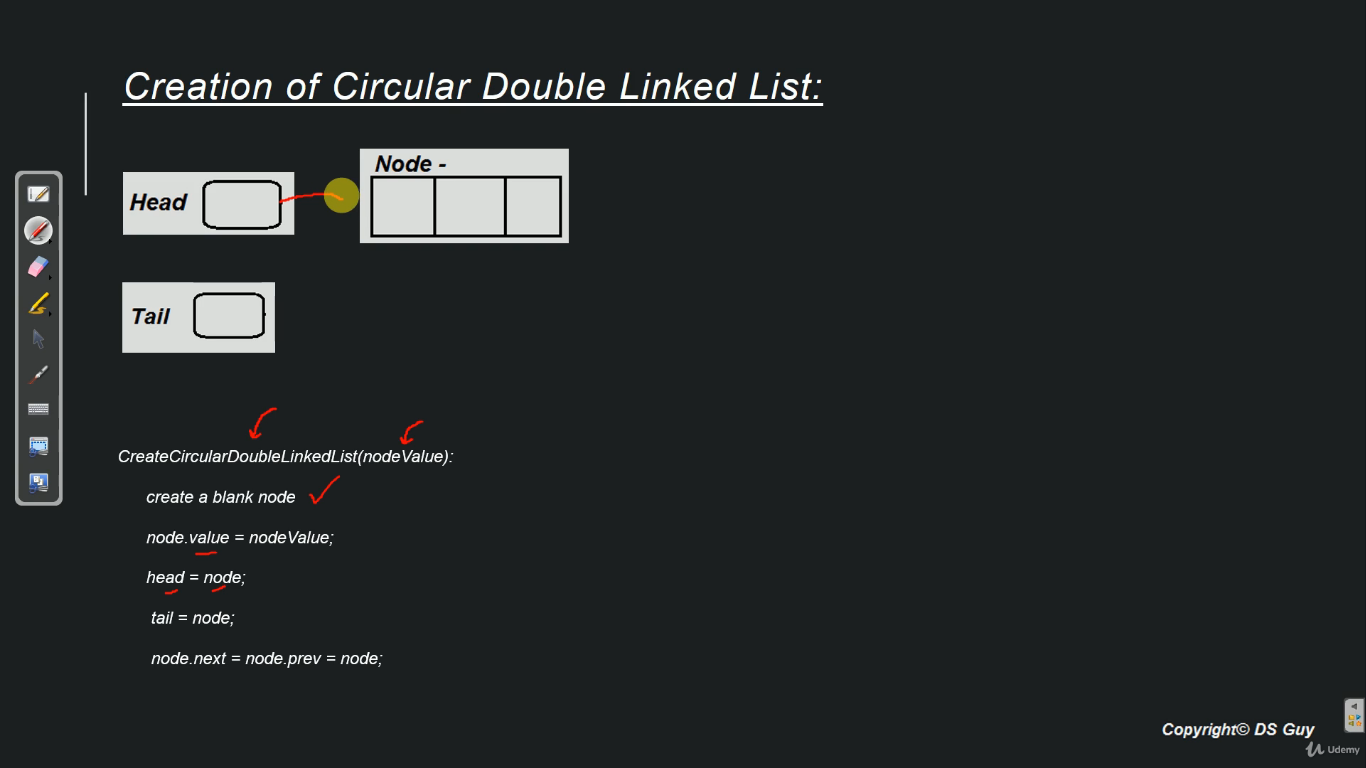 Creation of Circular Double Linked List:
Node -
Head
Tail
CreateCircularDoubleLinkedList(nodeValue):
create a blank node
node.value = nodeValue;
head = node;
tail = node;
node.next = node.prev = node;
Copyright© DS Guy
Udemy